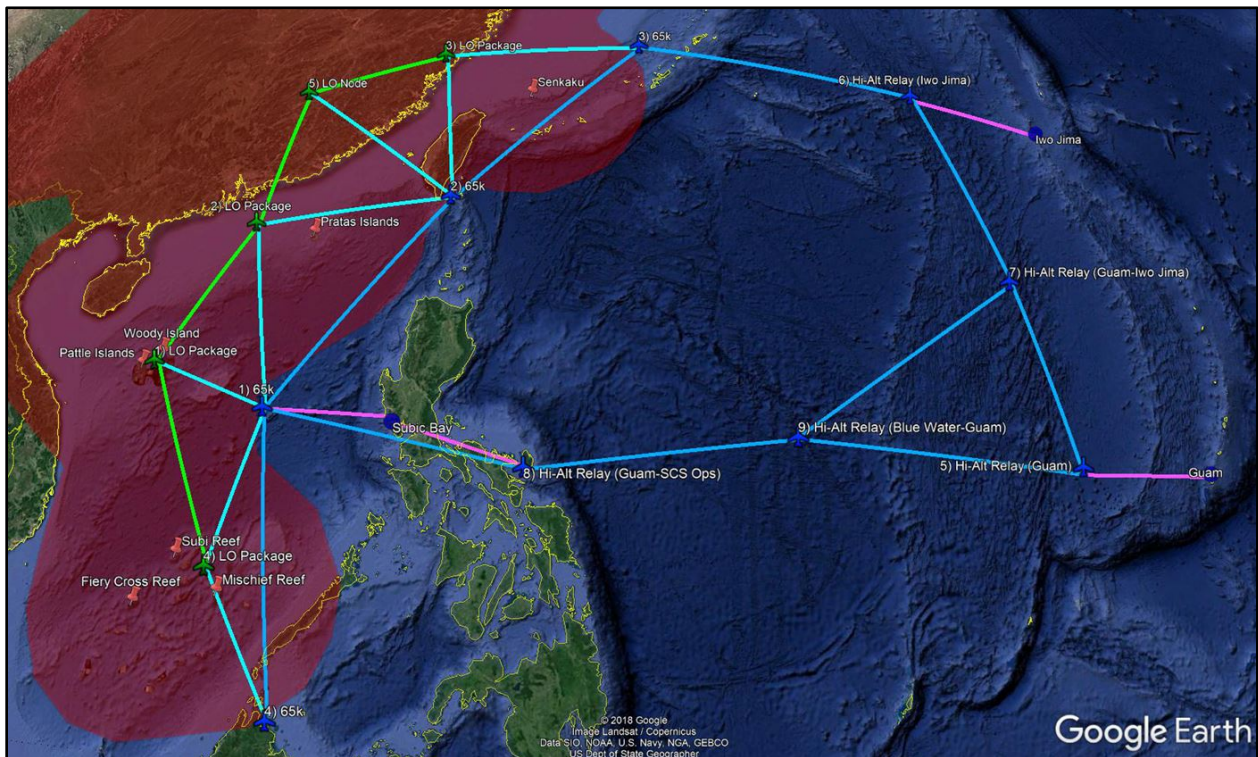 3) 65k
3) LO Package
5) LO Node
Senkaku
6) Hi-Alt Relay (Iwo Jima)
Iwo Jima
2) 65k
2) LO Package
Pratas Islands
7) Hi-Alt Relay (Guam-Iwo Jima)
Woody Island
Pattle Islands
1) LO Package
1) 65k
Subic Bay
9) Hi-Alt Relay (Blue Water-Guam)
8) Hi-Alt Relay (Guam-SCS Ops)
5) Hi-Alt Relay (Guam)
Guam
Subi Reef
4) LO Package
Fiery Cross Reef
Mischief Reef
4) 65k
© 2018 Google
Image Landsat / Copernicus
Data SIO, NOAA, U.S. Navy, NGA, GEBCO
US Dept of State Geographer
Google Earth